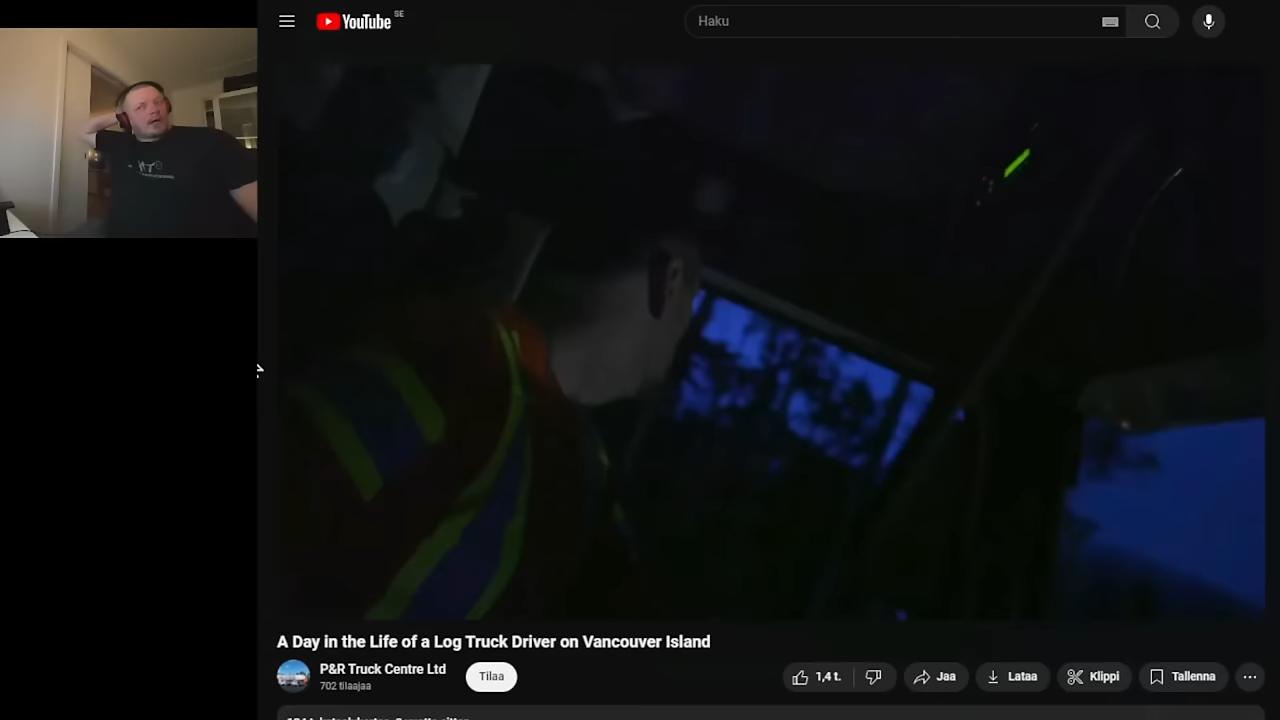 YouTube SE
Haku
A Day in the Life of a Log Truck Driver on Vancouver Island
P&R Truck Centre Ltd
702 tilaajaa
Tilaa
1,4 t.
Jaa
Lataa
Klippi
Tallenna